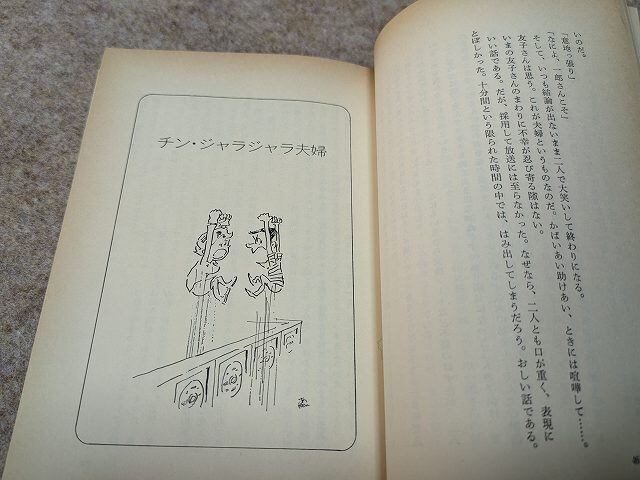 いのだ。
「意地っ張り」
「なによ、一郎さんこそ」
そして、いつも結論が出ないまま二人で大笑いして終わりになる。
友子さんは思う。これが夫婦というものなのだ。かばいあい助けあい、ときには喧嘩して……。
いまの友子さんのまわりに不幸が忍び寄る隙はない。
いい話である。だが、採用して放送には至らなかった。なぜなら、二人とも口が重く、表現に
とぼしかった。十分間という限られた時間の中では、はみ出してしまうだろう。おしい話である。
チン・ジャラジャラ夫婦